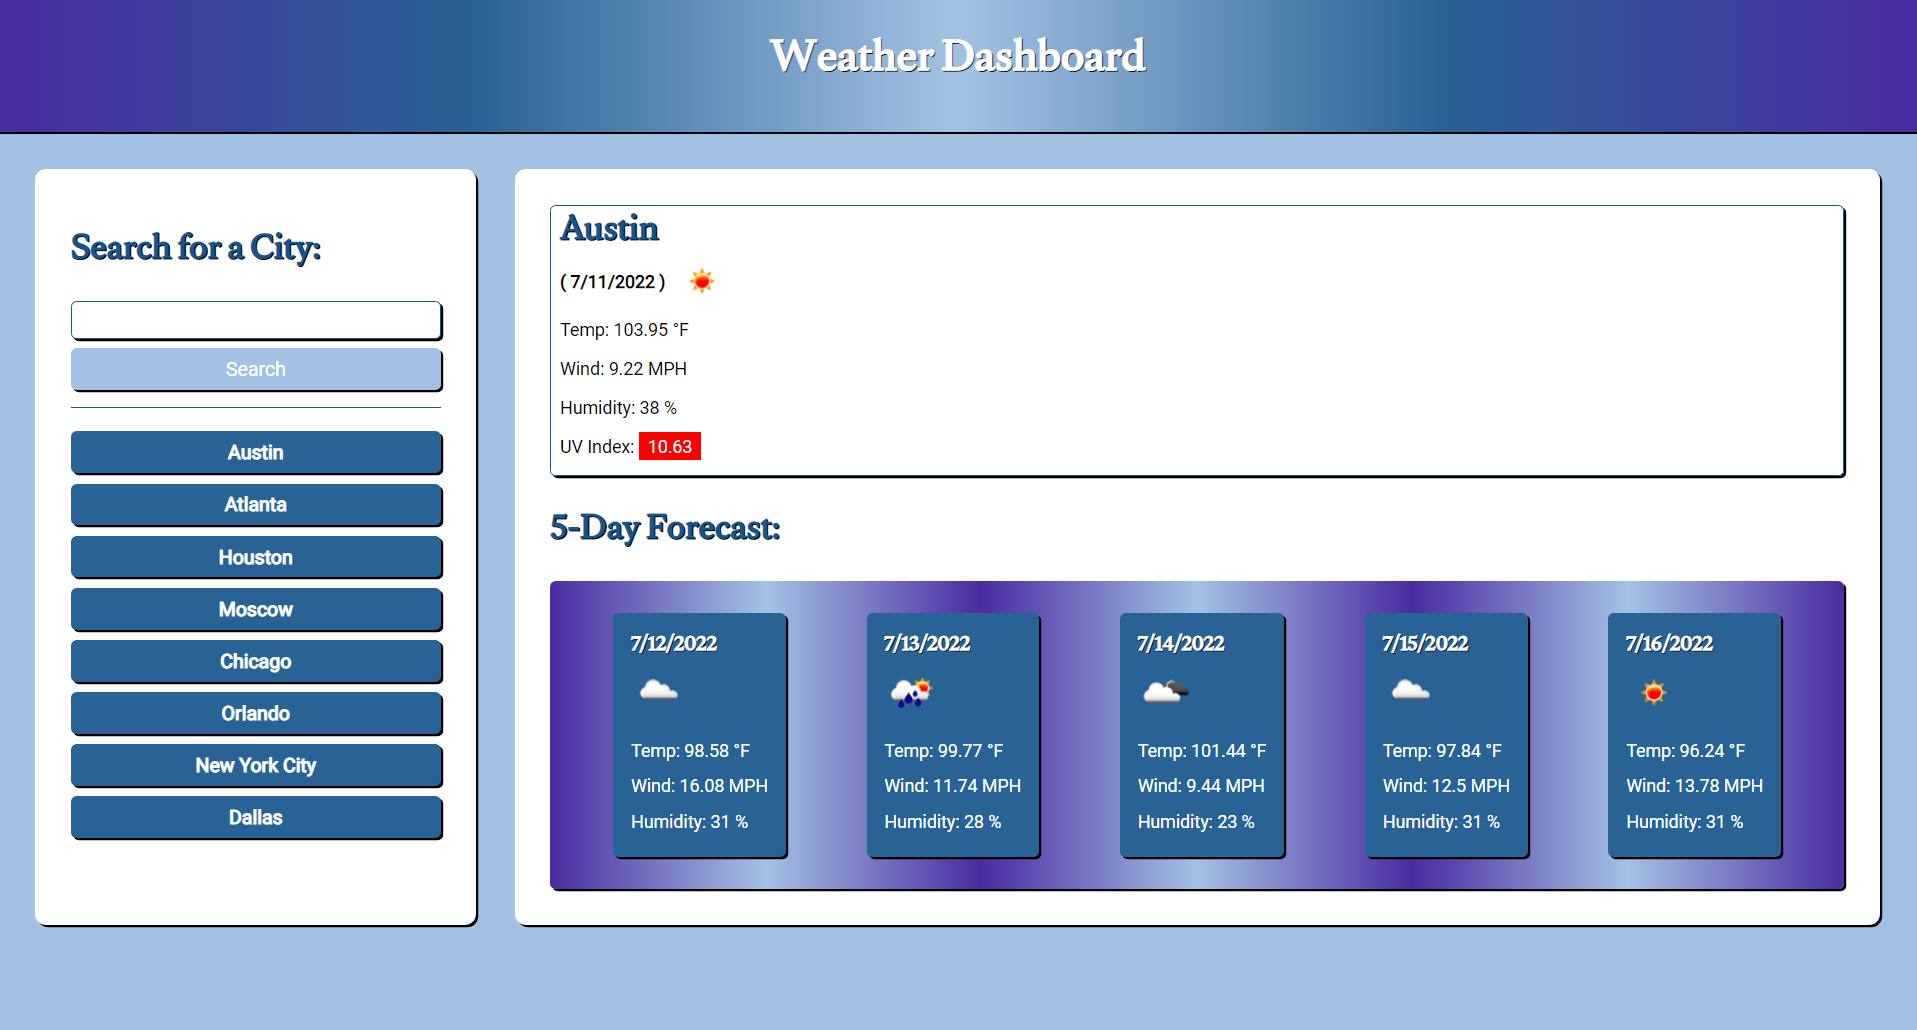 Weather Dashboard
Search for a City:
Search
Austin
Atlanta
Houston
Moscow
Chicago
Orlando
New York City
Dallas
Austin
( 7/11/2022 )
Temp: 103.95 °F
Wind: 9.22 MPH
Humidity: 38 %
UV Index: 10.63
5-Day Forecast:
7/12/2022
Temp: 98.58 °F
Wind: 16.08 MPH
Humidity: 31 %
7/13/2022
Temp: 99.77 °F
Wind: 11.74 MPH
Humidity: 28 %
7/14/2022
Temp: 101.44 °F
Wind: 9.44 MPH
Humidity: 23 %
7/15/2022
Temp: 97.84 °F
Wind: 12.5 MPH
Humidity: 31 %
7/16/2022
Temp: 96.24 °F
Wind: 13.78 MPH
Humidity: 31 %